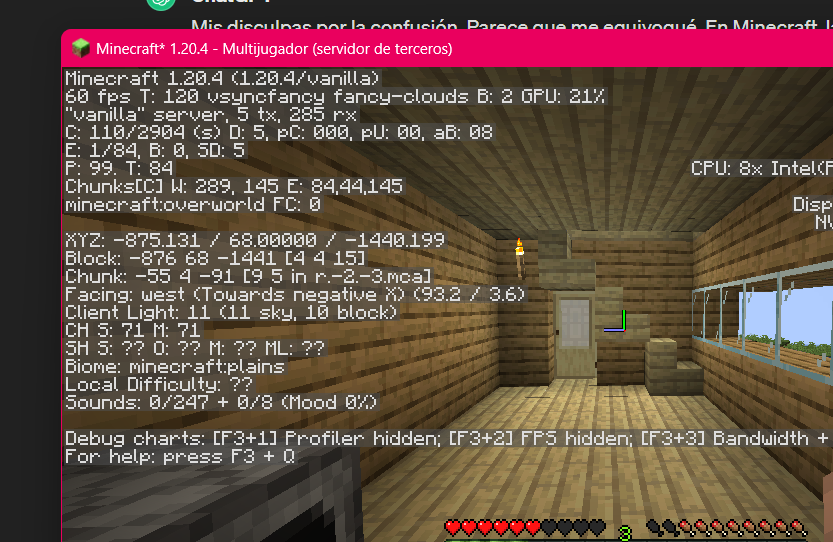 Mis disculpas por la confusión. Parece que me equivoqué. En Minecraft, la
Minecraft* 1.20.4 - Multijugador (servidor de terceros)
Minecraft 1.20.4 (1.20.4/vanilla)
60 fps T: 120 vsyncfancy fancy-clouds B: 2 GPU: 21%
"vanilla" server, 5 tx, 285 rx
C: 110/2904 (s) D: 5, pC: 000, pU: 00, aB: 08
E: 1/84, B: 0, SD: 5
P: 99. T: 84
Chunks[C] W: 289, 145 E: 84,44,145
minecraft:overworld FC: 0
CPU: 8x Intel(R
Disp
NV
XYZ: -875.131 / 68.00000 / -1440.199
Block: -876 68 -1441 [4 4 15]
Chunk: -55 4 -91 [9 5 in r.-2.-3.mca]
Facing: west (Towards negative X) (93.2 / 3.6)
Client Light: 11 (11 sky, 10 block)
CH S: 71 M: 71
SH S: ?? O: ?? M: ?? ML: ??
Biome: minecraft:plains
Local Difficulty: ??
Sounds: 0/247 + 0/8 (Mood 0%)
Debug charts: [F3+1] Profiler hidden; [F3+2] FPS hidden; [F3+3] Bandwidth +
For help: press F3 + Q
3